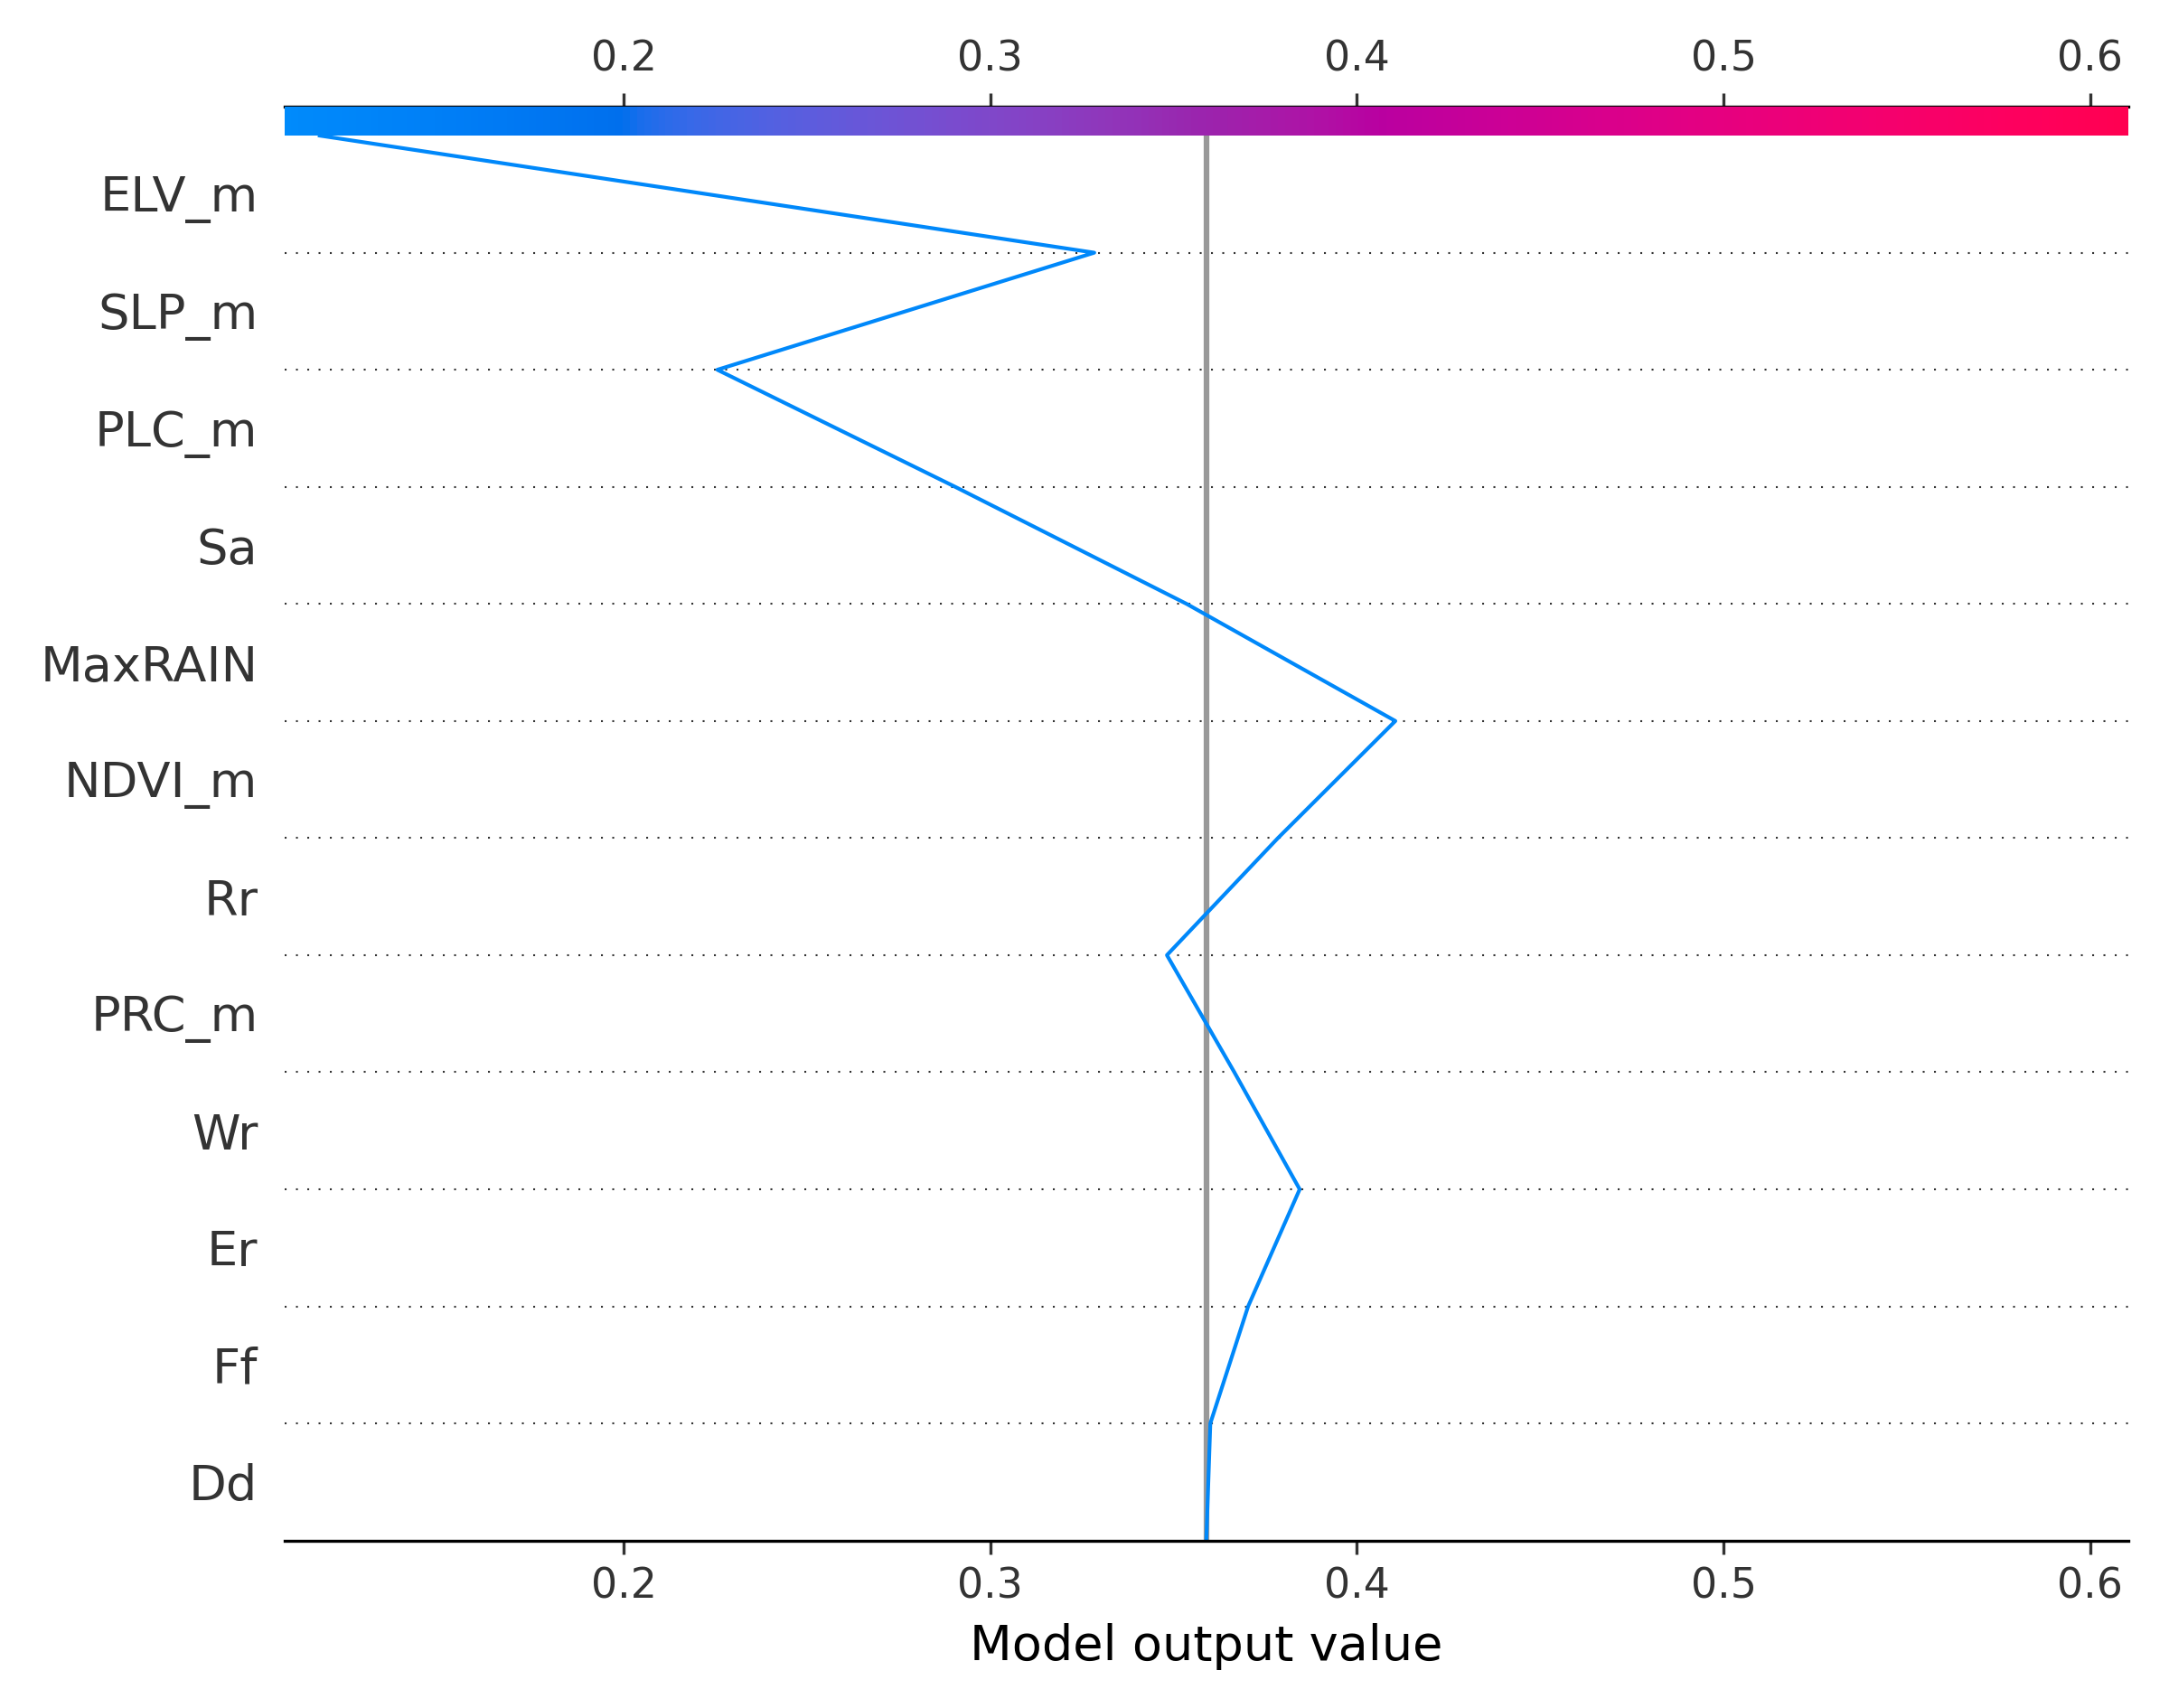 0.2 0.3 0.4 0.5 0.6
ELV_m
SLP_m
PLC_m
Sa
MaxRAIN
NDVI_m
Rr
PRC_m
Wr
Er
Ff
Dd
0.2 0.3 0.4 0.5 0.6
Model output value